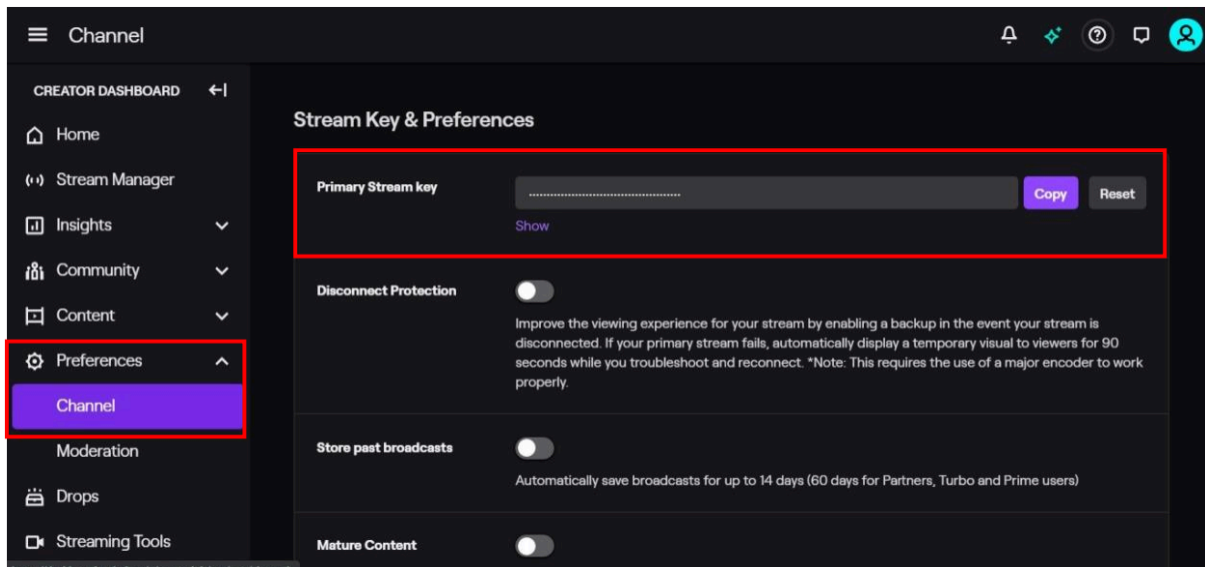 Channel
CREATOR DASHBOARD
Home
Stream Manager
Insights
Community
Content
Preferences
Channel
Moderation
Drops
Streaming Tools
Stream Key & Preferences
Primary Stream key
Copy
Reset
Show
Disconnect Protection
Improve the viewing experience for your stream by enabling a backup in the event your stream is
disconnected. If your primary stream fails, automatically display a temporary visual to viewers for 90
seconds while you troubleshoot and reconnect. *Note: This requires the use of a major encoder to work
properly.
Store past broadcasts
Automatically save broadcasts for up to 14 days (60 days for Partners, Turbo and Prime users)
Mature Content